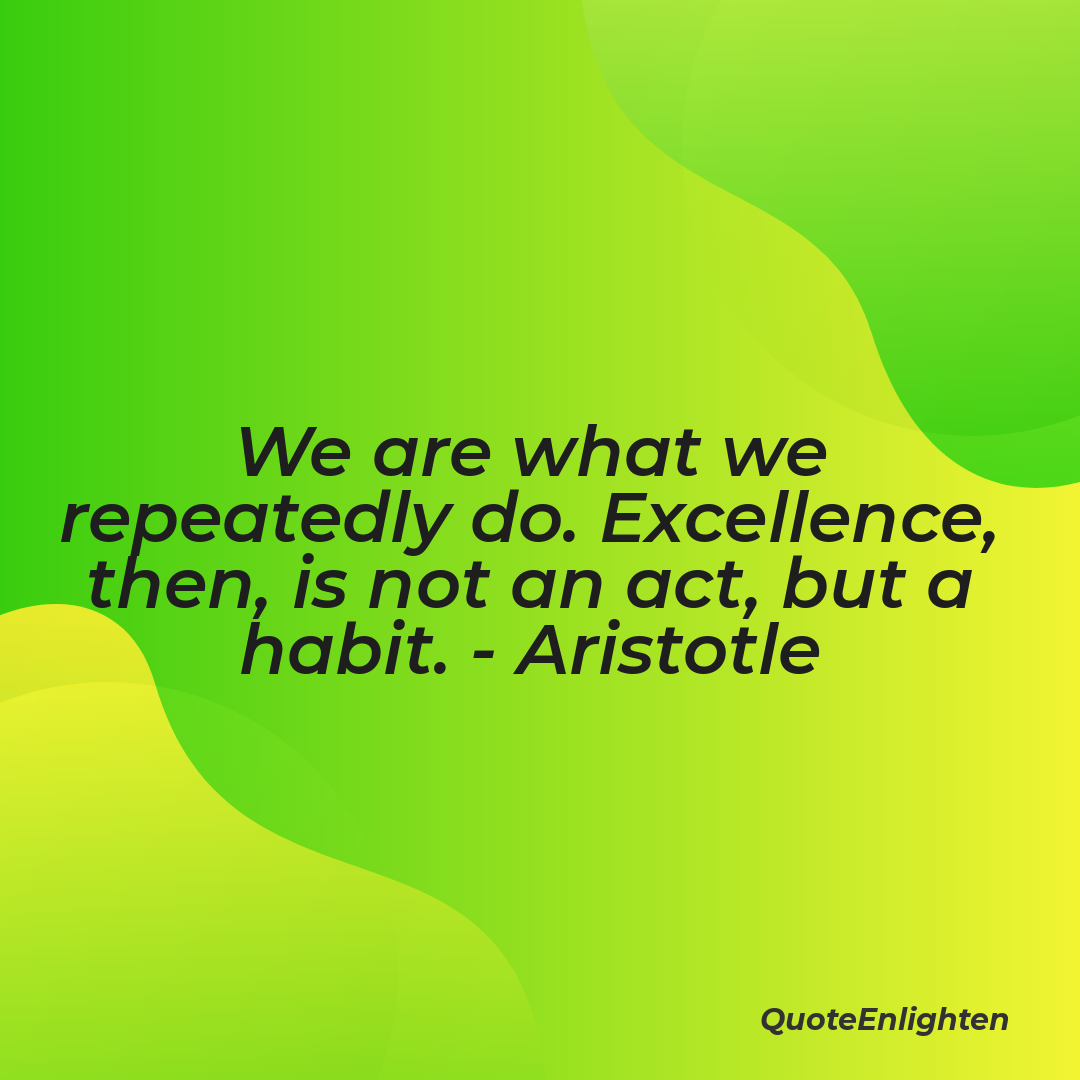 We are what we
repeatedly do. Excellence,
then, is not an act, but a
habit. - Aristotle
QuoteEnlighten